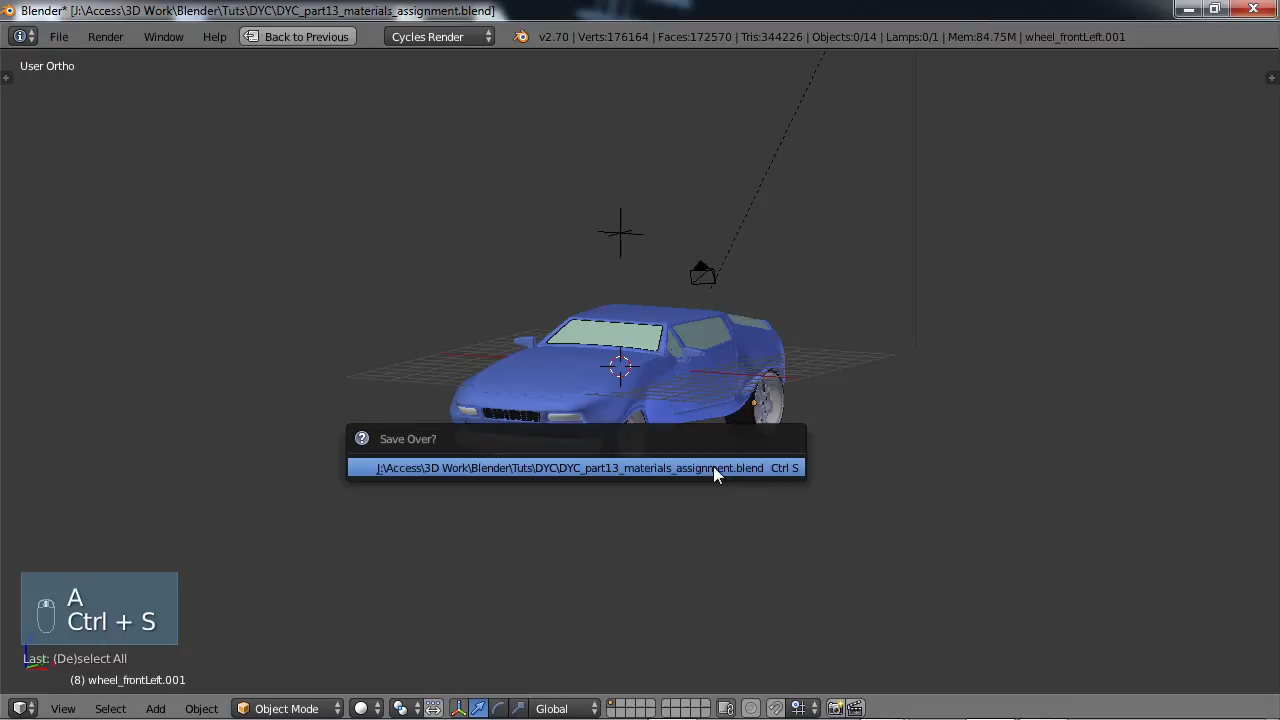 Blender* [J:\Access\3D Work\Blender\Tuts\DYC\DYC_part13_materials_assignment.blend]
File Render Window Help Back to Previous Cycles Render v2.70 | Verts:176164 | Faces:172570 | Tris:344226 | Objects:0/14 | Lamps:0/1 | Mem:84.75M | wheel_frontLeft.001
User Ortho
Save Over?
J:\Access\3D Work\Blender\Tuts\DYC\DYC_part13_materials_assignment.blend Ctrl S
A
Ctrl + S
Last: (De)select All
(8) wheel_frontLeft.001
View Select Add Object Object Mode Global